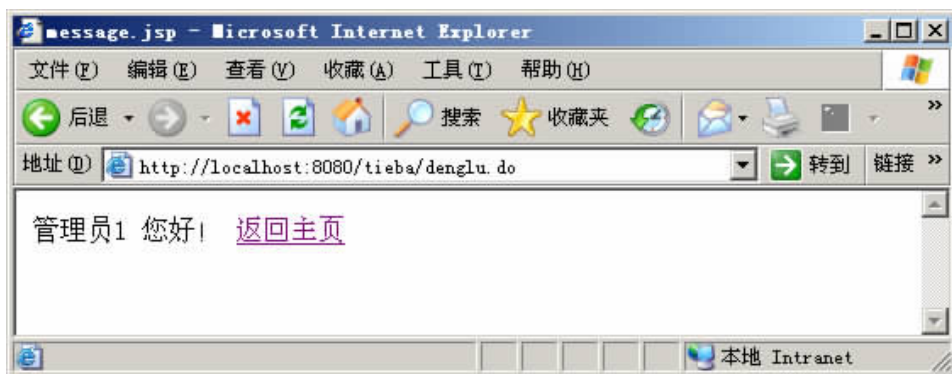 message.jsp - Microsoft Internet Explorer
文件(F) 编辑(E) 查看(V) 收藏(A) 工具(T) 帮助(H)
后退 搜索 收藏夹 »
地址(D) http://localhost:8080/tieba/denglu.do 转到 链接 »
管理员1 您好! 返回主页
本地 Intranet